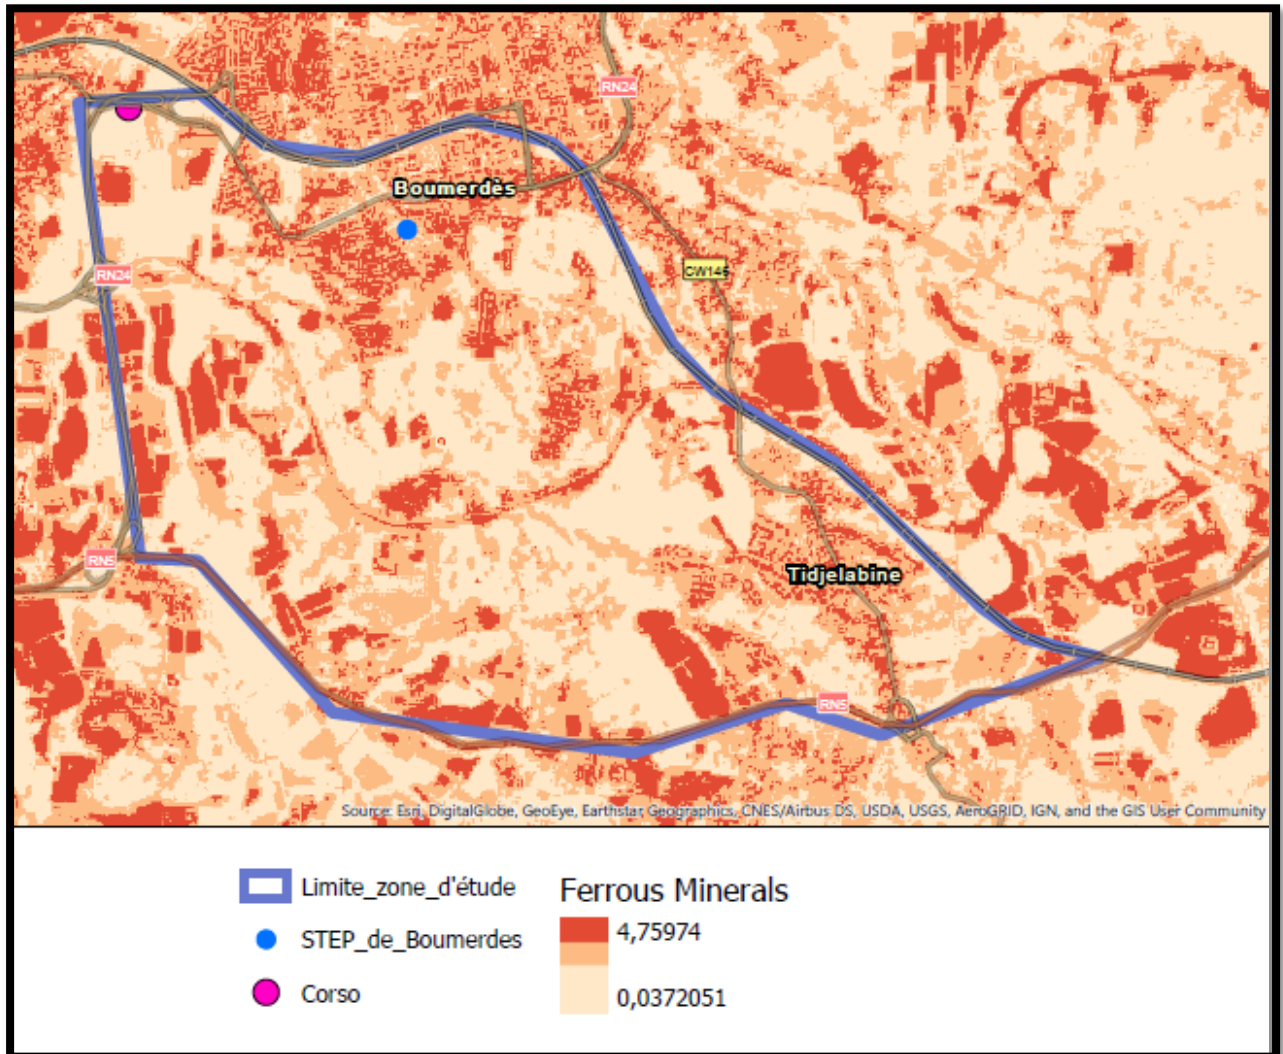 RN24
Boumerdès
CW146
RN24
RN5
Tidjelabine
RN5
Source: Esri, DigitalGlobe, GeoEye, Earthstar Geographics, CNES/Airbus DS, USDA, USGS, AeroGRID, IGN, and the GIS User Community
Limite_zone_d'étude
STEP_de_Boumerdes
Corso
Ferrous Minerals
4,75974
0,0372051